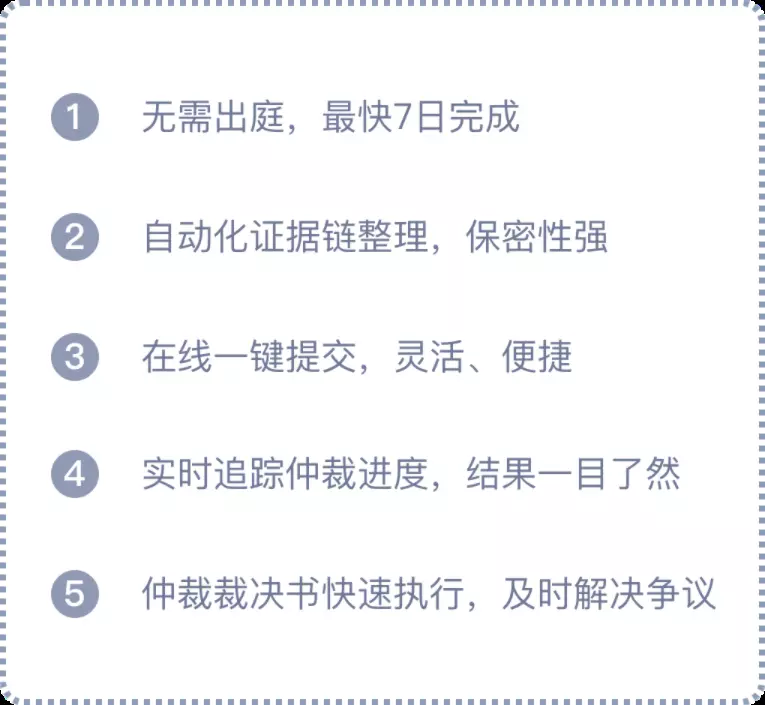 1 无需出庭，最快7日完成
2 自动化证据链整理，保密性强
3 在线一键提交，灵活、便捷
4 实时追踪仲裁进度，结果一目了然
5 仲裁裁决书快速执行，及时解决争议